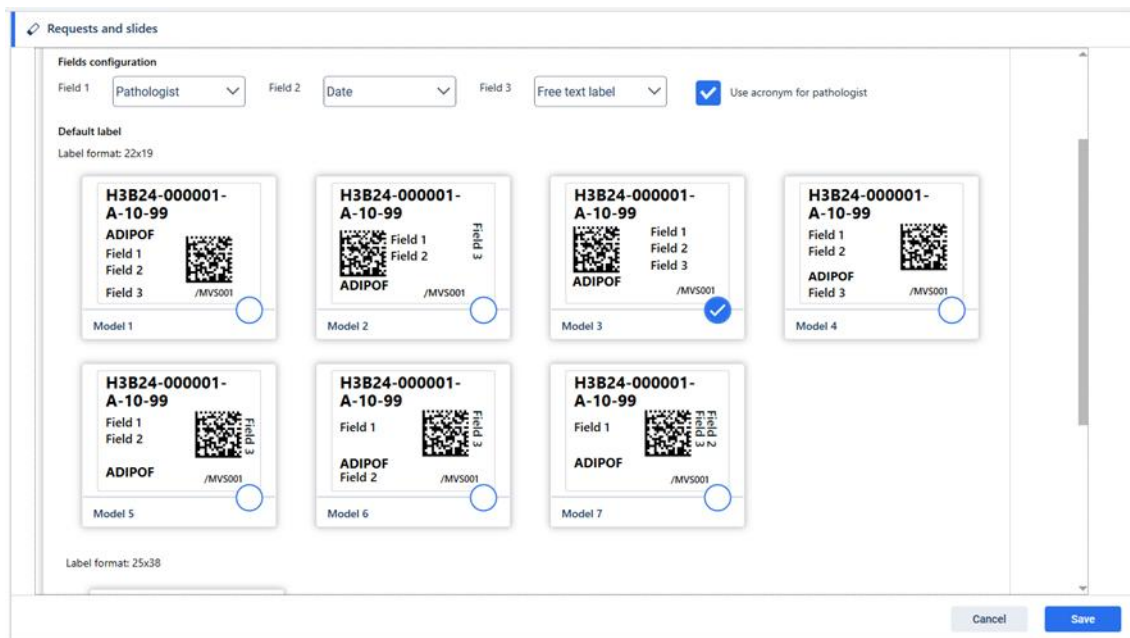 Requests and slides
Fields configuration
Field 1 Pathologist Field 2 Date Field 3 Free text label Use acronym for pathologist
Default label
Label format: 22x19
H3B24-000001-
A-10-99
ADIPOF
Field 1
Field 2
Field 3 /MVS001
Model 1
H3B24-000001-
A-10-99
Field 1
Field 2
Field 3
ADIPOF
/MVS001
Model 2
H3B24-000001-
A-10-99
Field 1
Field 2
Field 3
ADIPOF
/MVS001
Model 3
H3B24-000001-
A-10-99
Field 1
Field 2
ADIPOF
Field 3 /MVS001
Model 4
H3B24-000001-
A-10-99
Field 1
Field 2
Field 3
ADIPOF /MVS001
Model 5
H3B24-000001-
A-10-99
Field 1
Field 3
ADIPOF
Field 2 /MVS001
Model 6
H3B24-000001-
A-10-99
Field 1
Field 2
Field 3
ADIPOF
/MVS001
Model 7
Label format: 25x38
Cancel Save